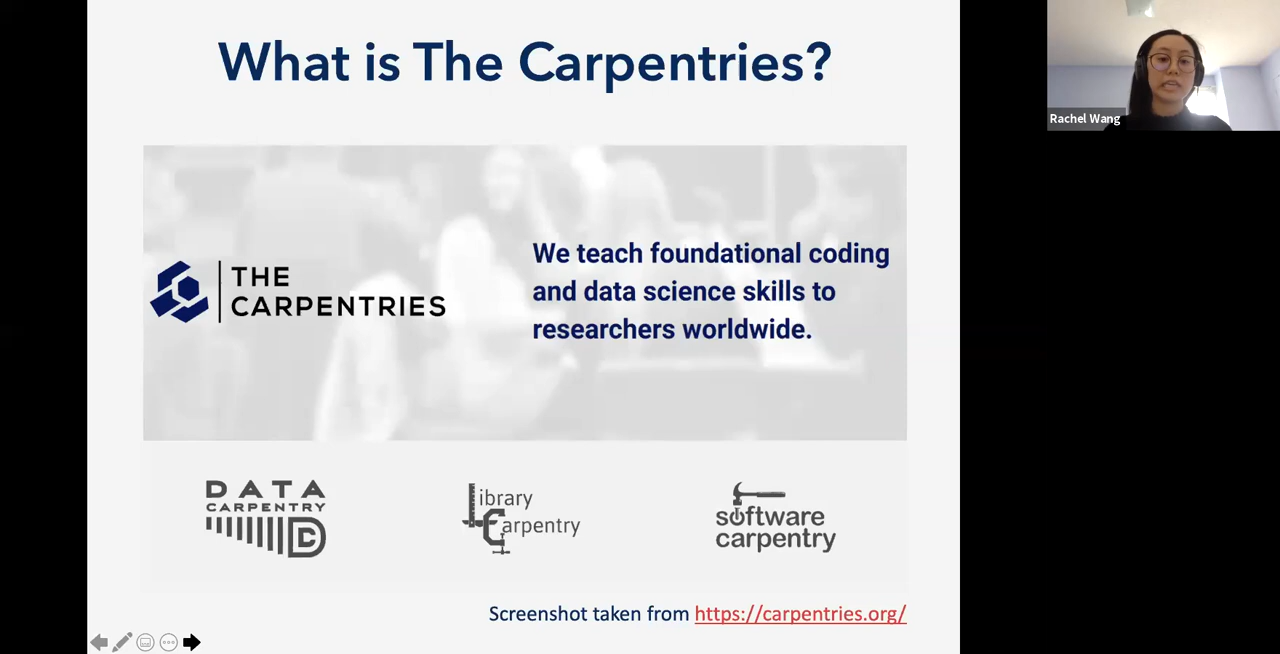 What is The Carpentries?
Rachel Wang
THE
CARPENTRIES
We teach foundational coding
and data science skills to
researchers worldwide.
DATA
CARPENTRY
DC
Library
Carpentry
software
carpentry
Screenshot taken from https://carpentries.org/